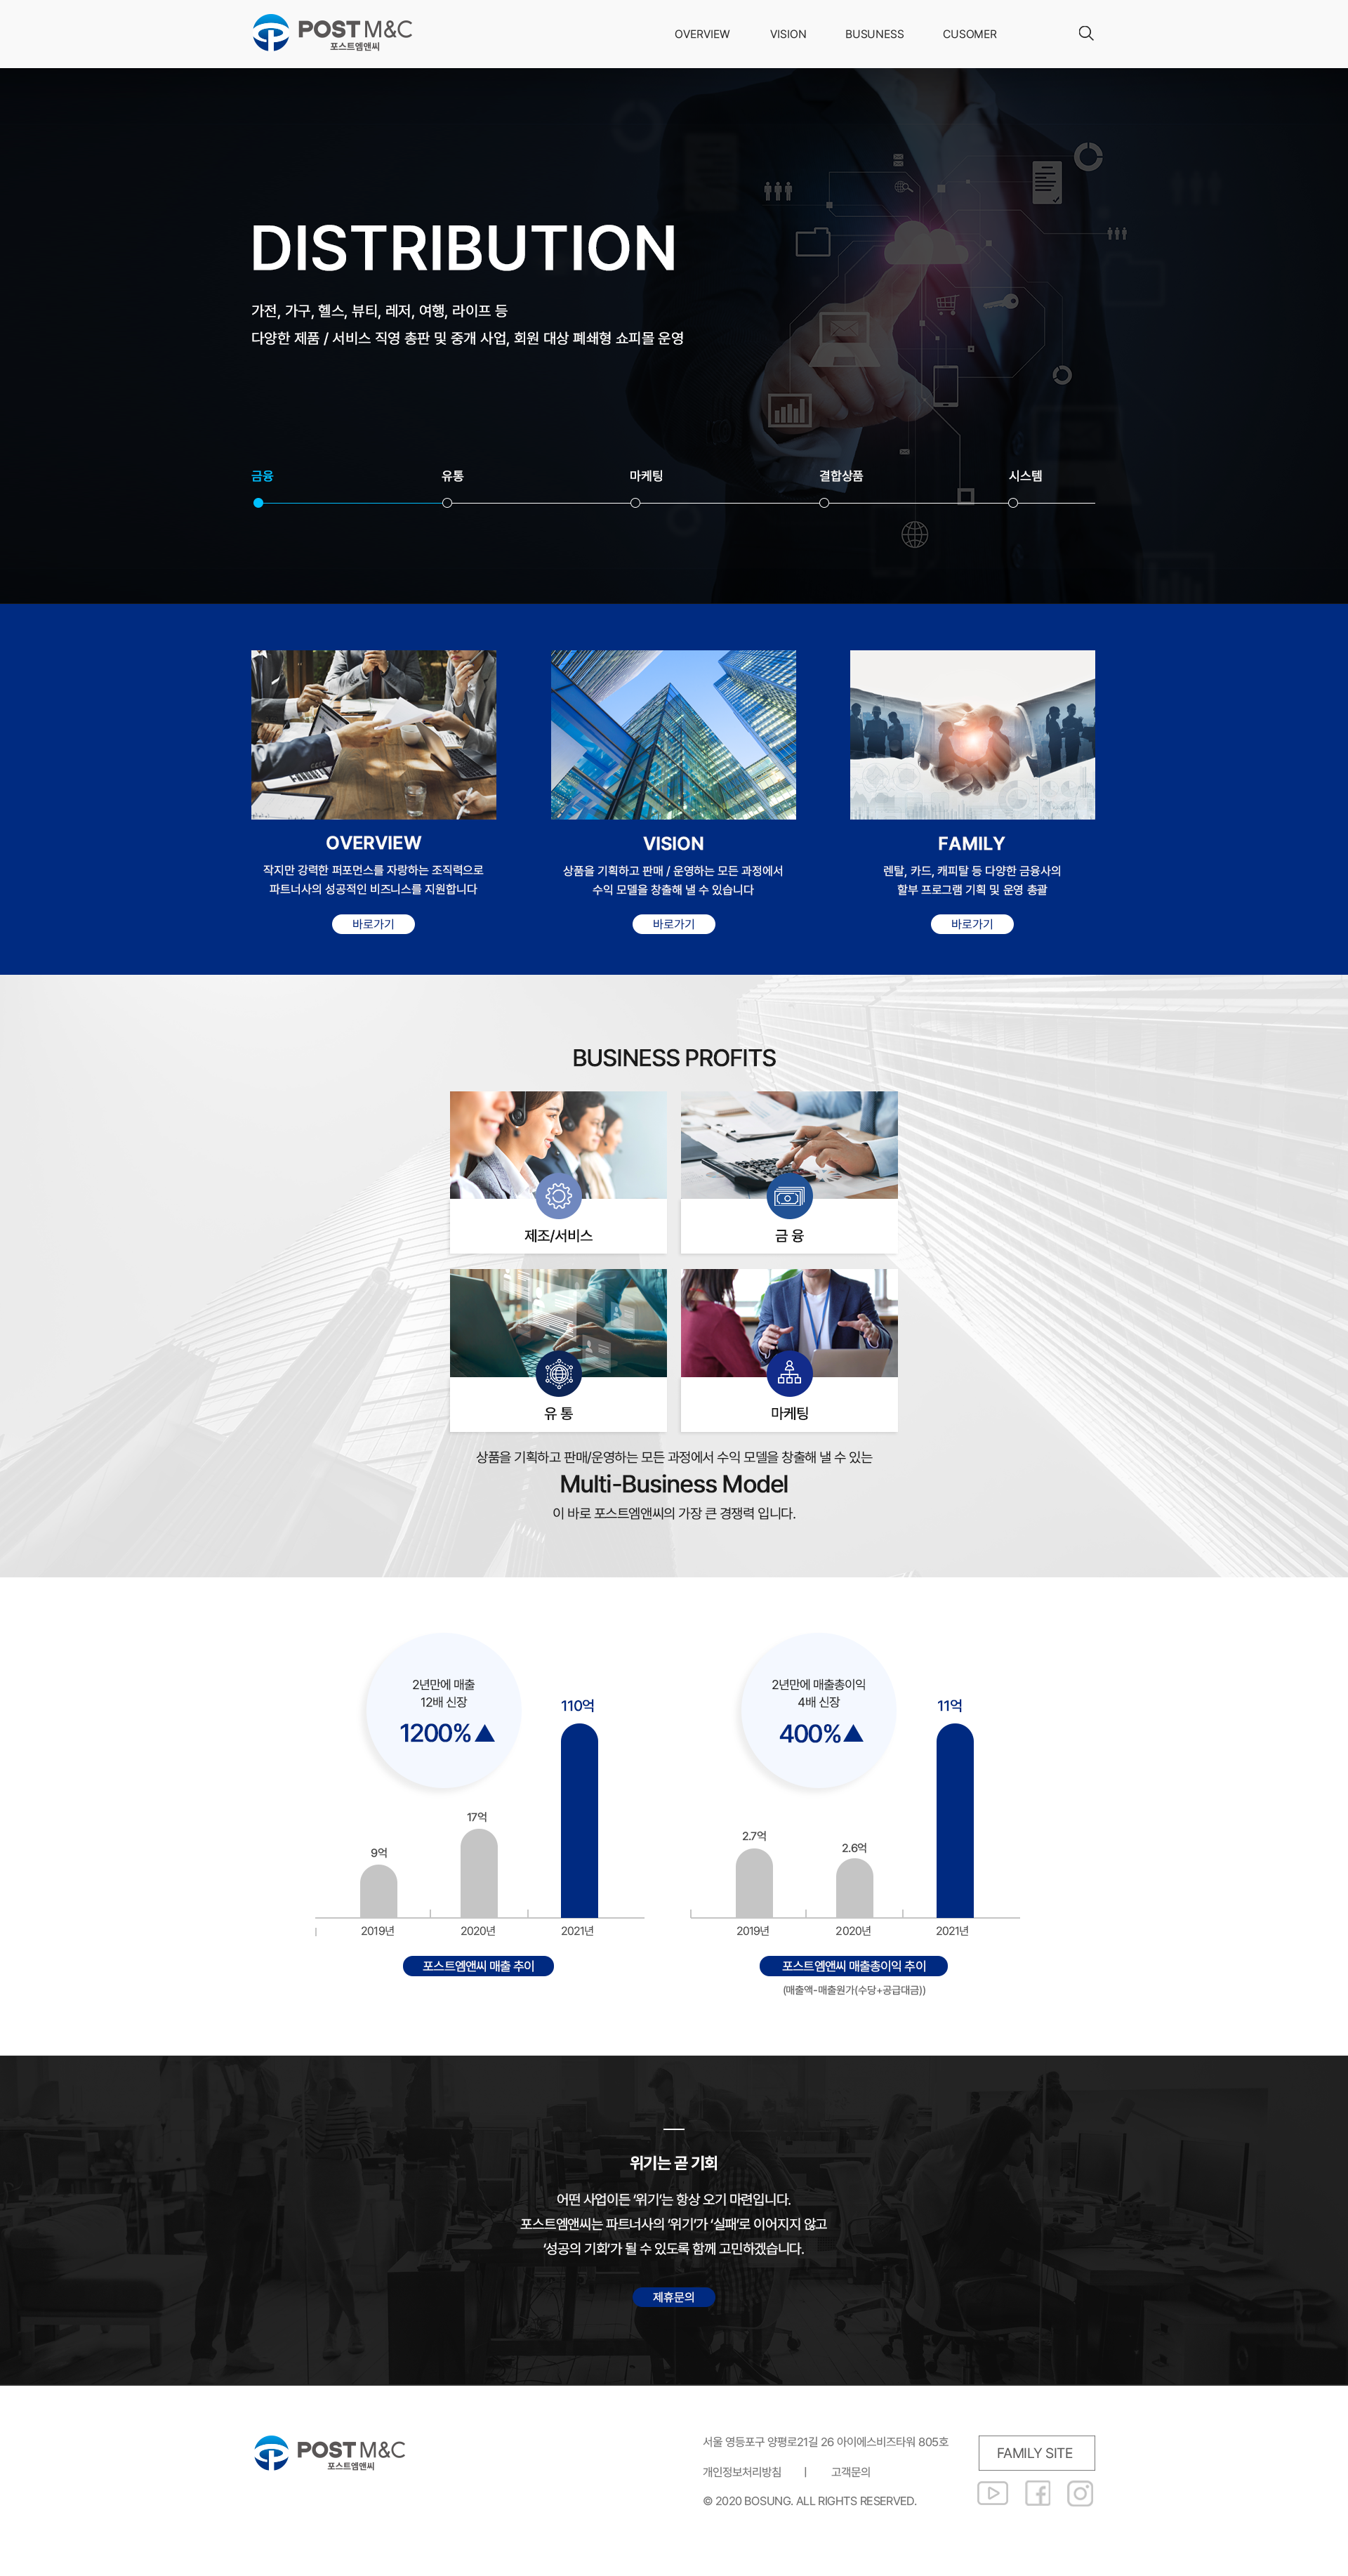 POST M&C
포스트엠앤씨
OVERVIEW
VISION
BUSUNESS
CUSOMER
DISTRIBUTION
가전, 가구, 헬스, 뷰티, 레저, 여행, 라이프 등
다양한 제품 / 서비스 직영 총판 및 중개 사업, 회원 대상 폐쇄형 쇼피몰 운영
금융
유통
마케팅
결합상품
시스템
OVERVIEW
작지만 강력한 퍼포먼스를 자랑하는 조직력으로
파트너사의 성공적인 비즈니스를 지원합니다
바로가기
VISION
상품을 기획하고 판매 / 운영하는 모든 과정에서
수익 모델을 창출해 낼 수 있습니다
바로가기
FAMILY
렌탈, 카드, 캐피탈 등 다양한 금융사의
할부 프로그램 기획 및 운영 총괄
바로가기
BUSINESS PROFITS
제조/서비스
금 융
유 통
마케팅
상품을 기획하고 판매/운영하는 모든 과정에서 수익 모델을 창출해 낼 수 있는
Multi-Business Model
이 바로 포스트엠앤씨의 가장 큰 경쟁력 입니다.
2년만에 매출
12배 신장
1200%▲
110억
17억
9억
2019년
2020년
2021년
포스트엠앤씨 매출 추이
2년만에 매출총이익
4배 신장
400%▲
11억
2.7억
2.6억
2019년
2020년
2021년
포스트엠앤씨 매출총이익 추이
(매출액-매출원가(수당+공급대금))
위기는 곧 기회
어떤 사업이든 ‘위기’는 항상 오기 마련입니다.
포스트엠앤씨는 파트너사의 ‘위기’가 ‘실패’로 이어지지 않고
‘성공의 기회’가 될 수 있도록 함께 고민하겠습니다.
제휴문의
POST M&C
포스트엠앤씨
서울 영등포구 양평로21길 26 아이에스비즈타워 805호
개인정보처리방침 | 고객문의
© 2020 BOSUNG. ALL RIGHTS RESERVED.
FAMILY SITE